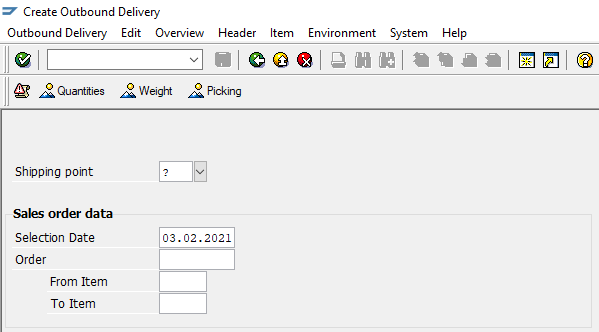 Create Outbound Delivery
Outbound Delivery Edit Overview Header Item Environment System Help
Quantities Weight Picking
Shipping point ?
Sales order data
Selection Date 03.02.2021
Order
From Item
To Item